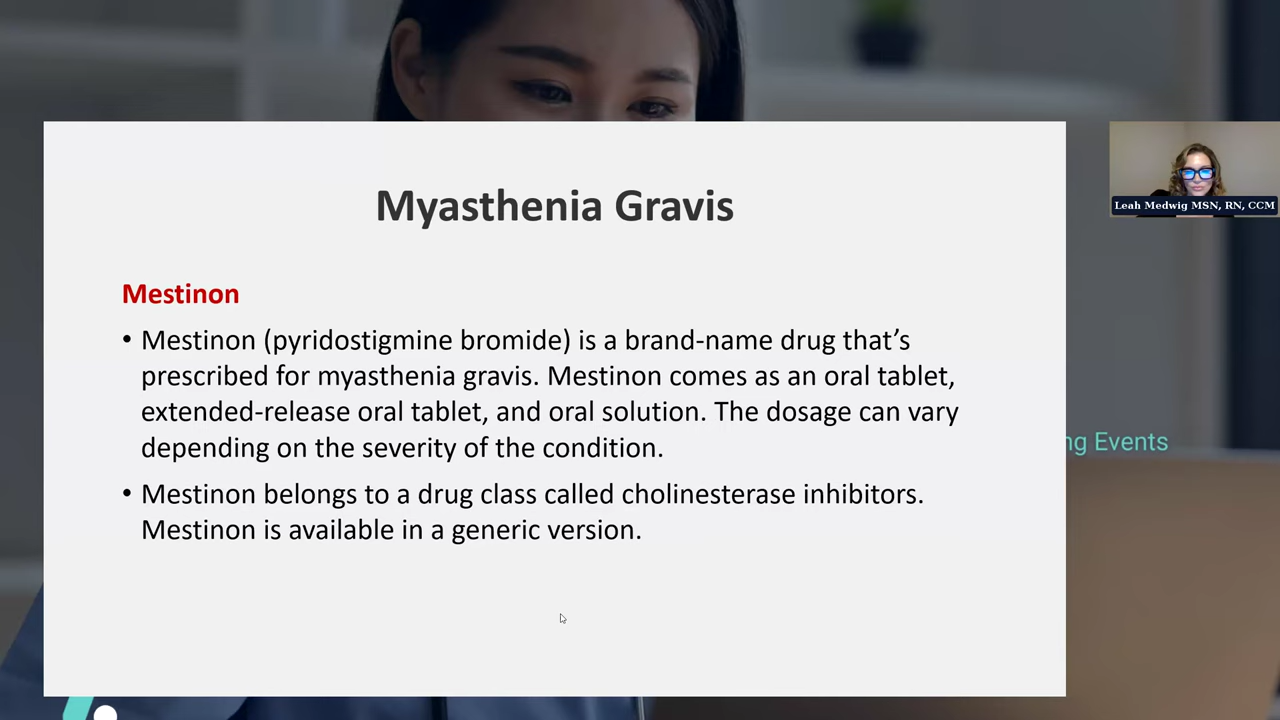 Myasthenia Gravis
Mestinon
• Mestinon (pyridostigmine bromide) is a brand-name drug that’s
prescribed for myasthenia gravis. Mestinon comes as an oral tablet,
extended-release oral tablet, and oral solution. The dosage can vary
depending on the severity of the condition.
• Mestinon belongs to a drug class called cholinesterase inhibitors.
Mestinon is available in a generic version.
Leah Medwig MSN, RN, CCM
ng Events